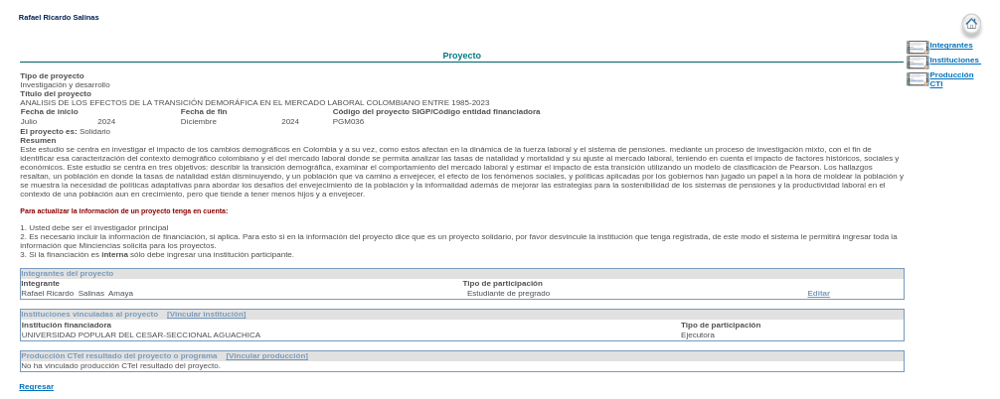 Rafael Ricardo Salinas
Integrantes
Instituciones
Producción
CTI
Proyecto
Tipo de proyecto
Investigación y desarrollo
Título del proyecto
ANALISIS DE LOS EFECTOS DE LA TRANSICIÓN DEMORÁFICA EN EL MERCADO LABORAL COLOMBIANO ENTRE 1985-2023
Fecha de inicio Fecha de fin Código del proyecto SIGP/Código entidad financiadora
Julio 2024 Diciembre 2024 PGM036
El proyecto es: Solidario
Resumen
Este estudio se centra en investigar el impacto de los cambios demográficos en Colombia y a su vez, como estos afectan en la dinámica de la fuerza laboral y el sistema de pensiones. mediante un proceso de investigación mixto, con el fin de
identificar esa caracterización del contexto demográfico colombiano y el del mercado laboral donde se permita analizar las tasas de natalidad y mortalidad y su ajuste al mercado laboral, teniendo en cuenta el impacto de factores históricos, sociales y
económicos. Este estudio se centra en tres objetivos: describir la transición demográfica, examinar el comportamiento del mercado laboral y estimar el impacto de esta transición utilizando un modelo de clasificación de Pearson. Los hallazgos
resaltan, un población en donde la tasas de natalidad están disminuyendo, y un población que va camino a envejecer, el efecto de los fenómenos sociales, y políticas aplicadas por los gobiernos han jugado un papel a la hora de moldear la población y
se muestra la necesidad de políticas adaptativas para abordar los desafíos del envejecimiento de la población y la informalidad además de mejorar las estrategias para la sostenibilidad de los sistemas de pensiones y la productividad laboral en el
contexto de una población aun en crecimiento, pero que tiende a tener menos hijos y a envejecer.
Para actualizar la información de un proyecto tenga en cuenta:
1. Usted debe ser el investigador principal
2. Es necesario incluir la información de financiación, si aplica. Para esto si en la información del proyecto dice que es un proyecto solidario, por favor desvincule la institución que tenga registrada, de este modo el sistema le permitirá ingresar toda la
información que Minciencias solicita para los proyectos.
3. Si la financiación es interna sólo debe ingresar una institución participante.
Integrantes del proyecto
Integrante Tipo de participación
Rafael Ricardo Salinas Amaya Estudiante de pregrado Editar
Instituciones vinculadas al proyecto [Vincular institución]
Institución financiadora Tipo de participación
UNIVERSIDAD POPULAR DEL CESAR-SECCIONAL AGUACHICA Ejecutora
Producción CTeI resultado del proyecto o programa [Vincular producción]
No ha vinculado producción CTeI resultado del proyecto.
Regresar